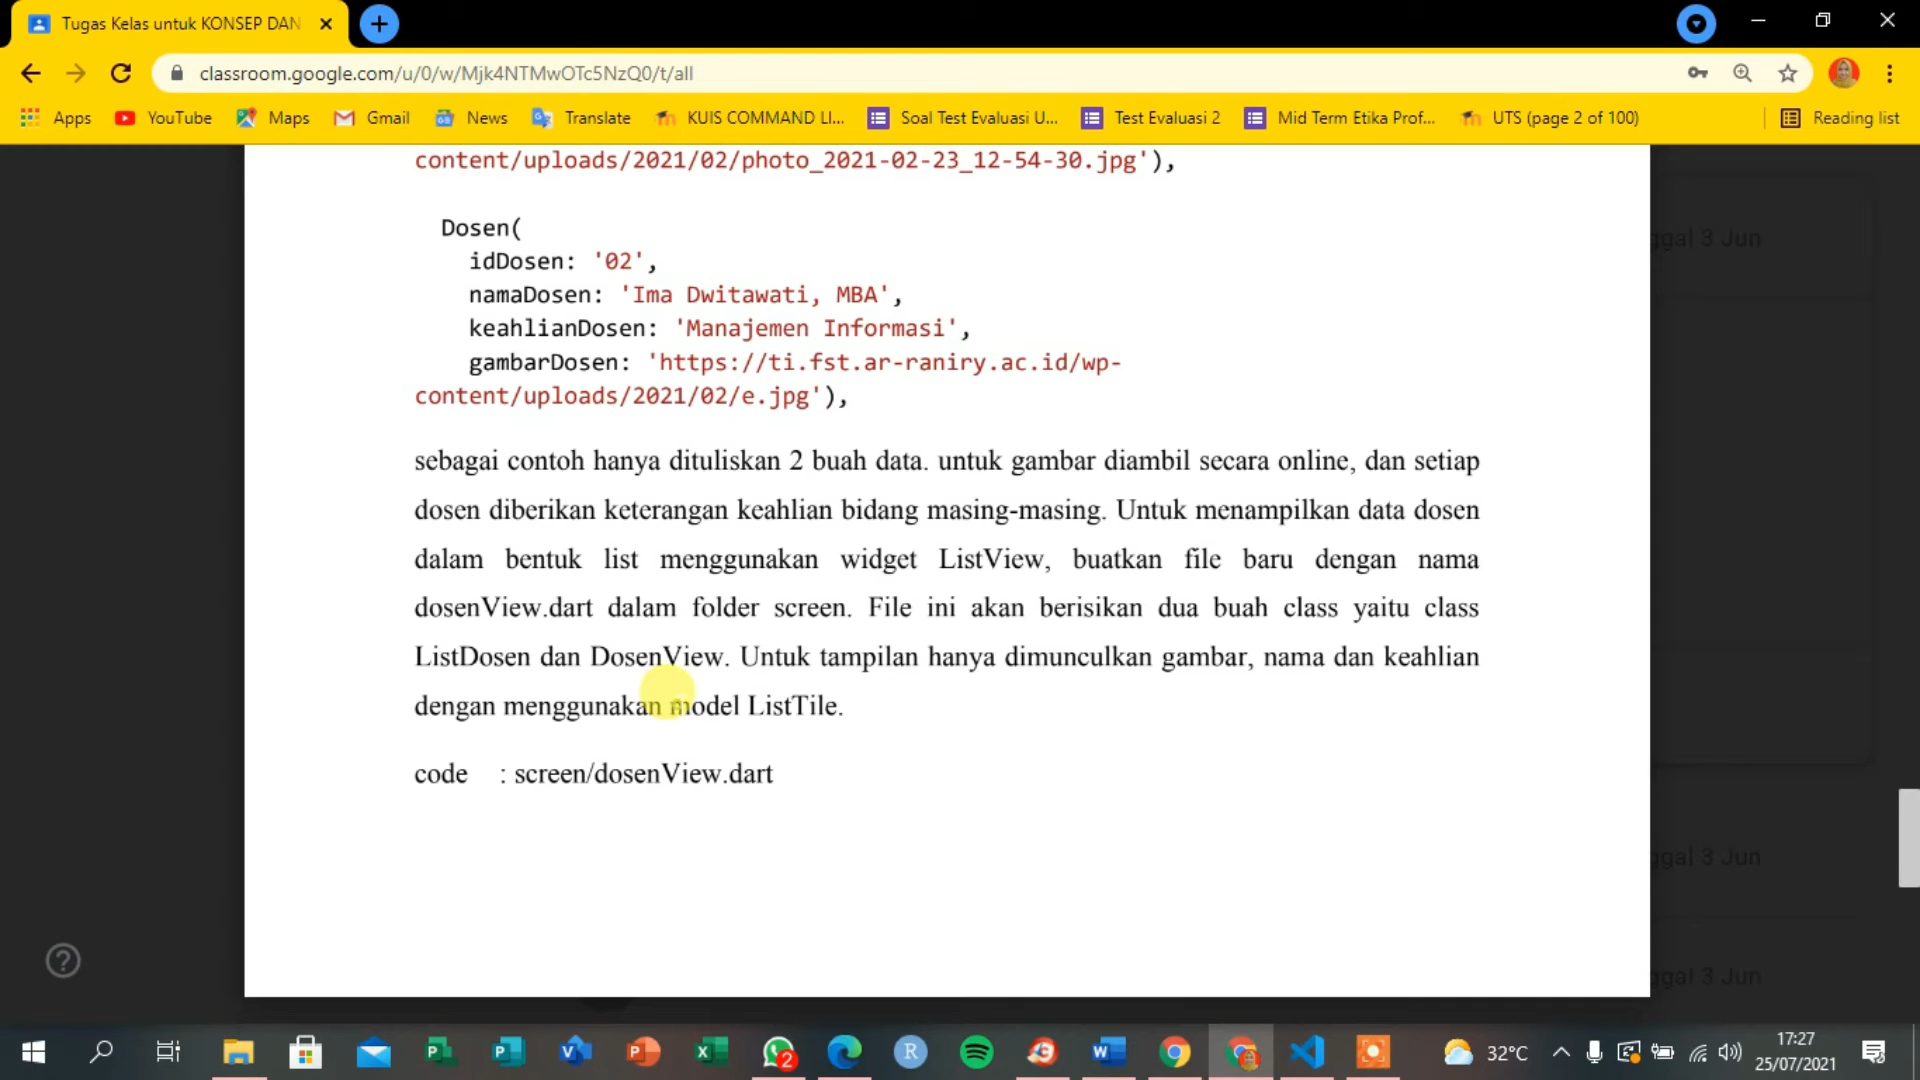 Tugas Kelas untuk KONSEP DAN
classroom.google.com/u/0/w/Mjk4NTMwOTc5NzQ0/t/all
Apps YouTube Maps Gmail News Translate KUIS COMMAND LI... Soal Test Evaluasi U... Test Evaluasi 2 Mid Term Etika Prof... UTS (page 2 of 100) Reading list
content/uploads/2021/02/photo_2021-02-23_12-54-30.jpg'),
Dosen(
idDosen: '02',
namaDosen: 'Ima Dwitawati, MBA',
keahlianDosen: 'Manajemen Informasi',
gambarDosen: 'https://ti.fst.ar-raniry.ac.id/wp-
content/uploads/2021/02/e.jpg'),
sebagai contoh hanya dituliskan 2 buah data. untuk gambar diambil secara online, dan setiap
dosen diberikan keterangan keahlian bidang masing-masing. Untuk menampilkan data dosen
dalam bentuk list menggunakan widget ListView, buatkan file baru dengan nama
dosenView.dart dalam folder screen. File ini akan berisikan dua buah class yaitu class
ListDosen dan DosenView. Untuk tampilan hanya dimunculkan gambar, nama dan keahlian
dengan menggunakan model ListTile.
code : screen/dosenView.dart
3 Jun
3 Jun
3 Jun
2
32°C
17:27
25/07/2021